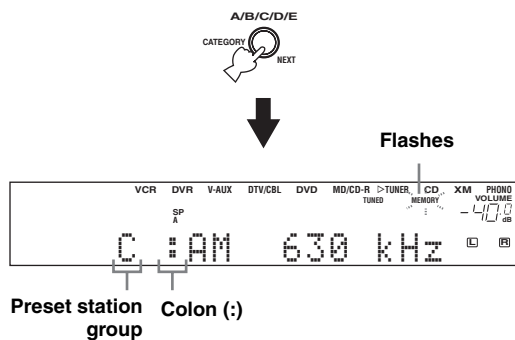 A/B/C/D/E
CATEGORY
NEXT
Flashes
VCR DVR V-AUX DTV/CBL DVD MD/CD-R ▷TUNER CD XM PHONO
TUNED MEMORY VOLUME
SP
A
-40.0 dB
C :AM 630 kHz L R
Preset station group
Colon (:)